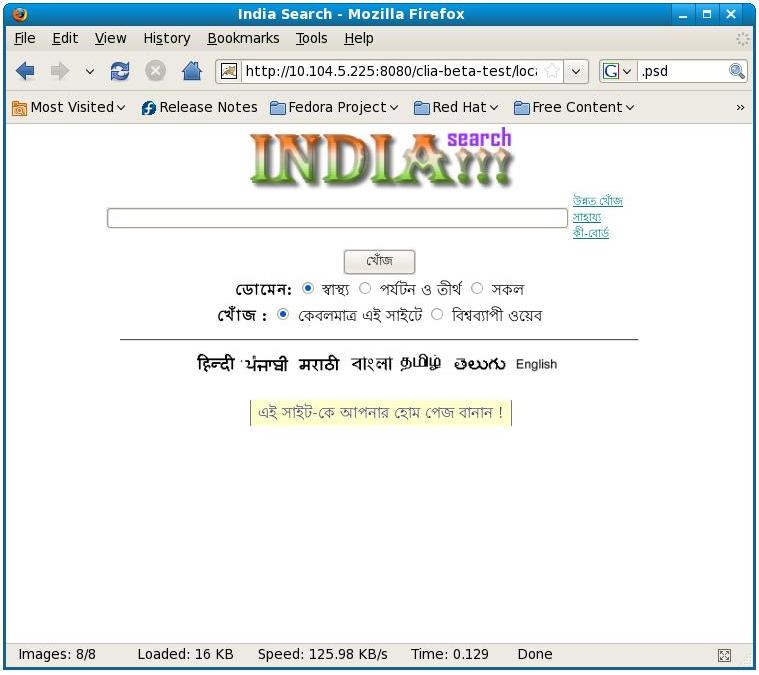 India Search - Mozilla Firefox
File Edit View History Bookmarks Tools Help
http://10.104.5.225:8080/clia-beta-test/loca G .psd
Most Visited Release Notes Fedora Project Red Hat Free Content »
INDIA!!! search
উন্নত খোঁজ
সাহায্য
কী-বোর্ড
খোঁজ
ডোমেন: স্বাস্থ্য পর্যটন ও তীর্থ সকল
খোঁজ : কেবলমাত্র এই সাইটে বিশ্বব্যাপী ওয়েব
हिन्दी ਪੰਜਾਬੀ मराठी বাংলা தமிழ் తెలుగు English
এই সাইট-কে আপনার হোম পেজ বানান !
Images: 8/8 Loaded: 16 KB Speed: 125.98 KB/s Time: 0.129 Done